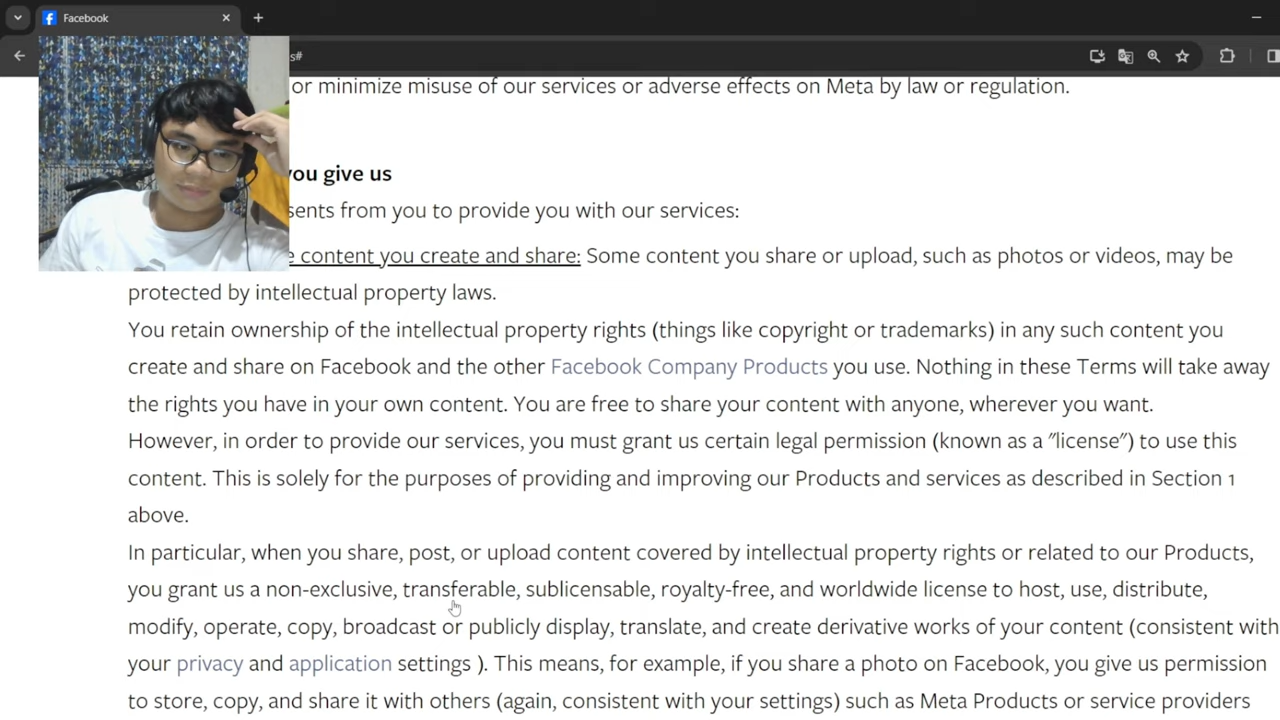 Facebook
s#
or minimize misuse of our services or adverse effects on Meta by law or regulation.
you give us
sents from you to provide you with our services:
e content you create and share: Some content you share or upload, such as photos or videos, may be
protected by intellectual property laws.
You retain ownership of the intellectual property rights (things like copyright or trademarks) in any such content you
create and share on Facebook and the other Facebook Company Products you use. Nothing in these Terms will take away
the rights you have in your own content. You are free to share your content with anyone, wherever you want.
However, in order to provide our services, you must grant us certain legal permission (known as a "license") to use this
content. This is solely for the purposes of providing and improving our Products and services as described in Section 1
above.
In particular, when you share, post, or upload content covered by intellectual property rights or related to our Products,
you grant us a non-exclusive, transferable, sublicensable, royalty-free, and worldwide license to host, use, distribute,
modify, operate, copy, broadcast or publicly display, translate, and create derivative works of your content (consistent with
your privacy and application settings ). This means, for example, if you share a photo on Facebook, you give us permission
to store, copy, and share it with others (again, consistent with your settings) such as Meta Products or service providers